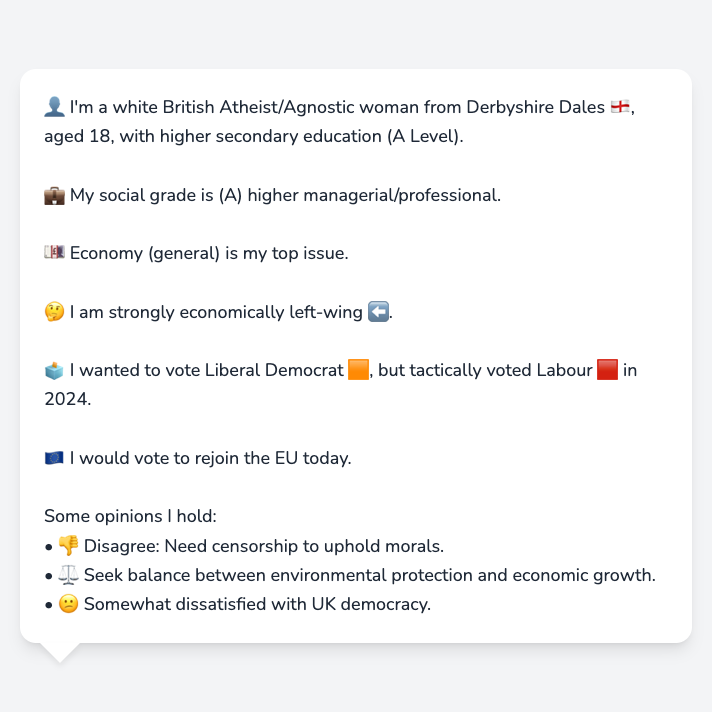 👤 I'm a white British Atheist/Agnostic woman from Derbyshire Dales 🏴󠁧󠁢󠁥󠁮󠁧󠁿,
aged 18, with higher secondary education (A Level).
💼 My social grade is (A) higher managerial/professional.
💷 Economy (general) is my top issue.
🤔 I am strongly economically left-wing ⬅️.
🗳️ I wanted to vote Liberal Democrat 🟧, but tactically voted Labour 🟥 in
2024.
🇪🇺 I would vote to rejoin the EU today.
Some opinions I hold:
• 👎 Disagree: Need censorship to uphold morals.
• ⚖️ Seek balance between environmental protection and economic growth.
• 😕 Somewhat dissatisfied with UK democracy.